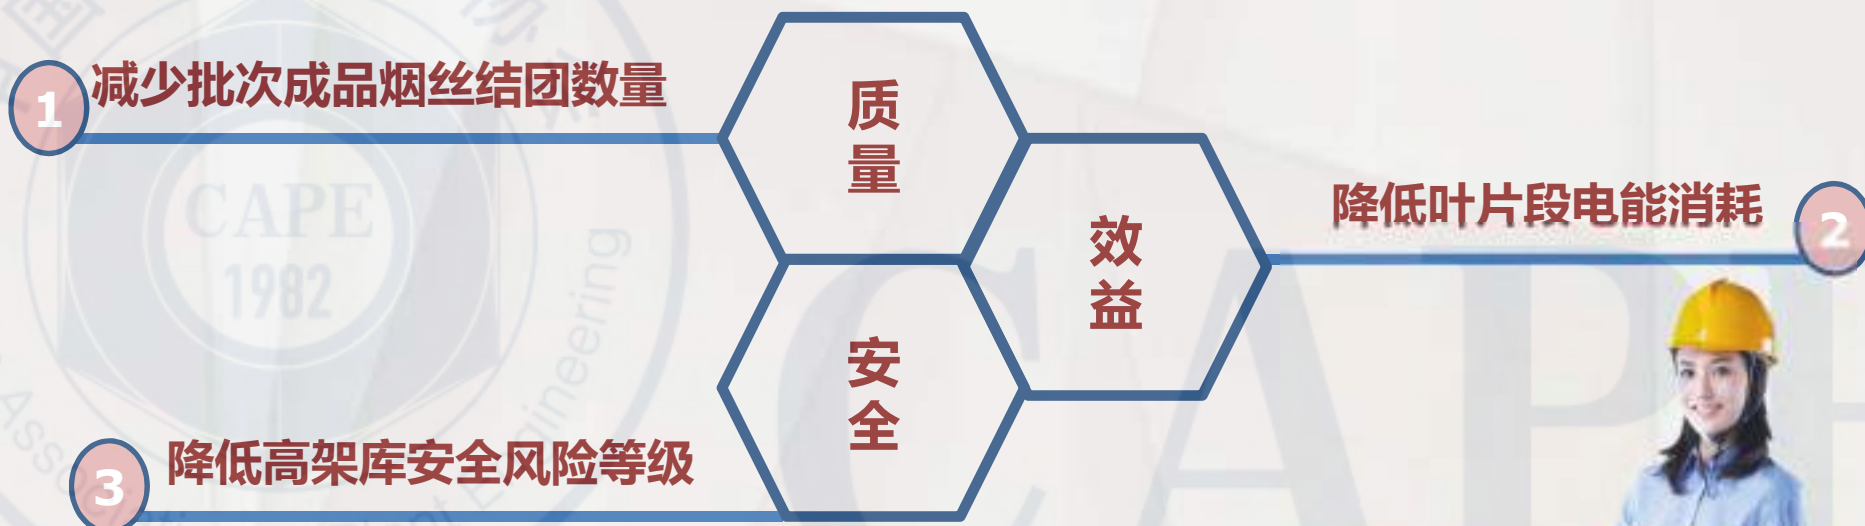 1
减少批次成品烟丝结团数量
质
量
效
益
降低叶片段电能消耗
2
安
全
3
降低高架库安全风险等级
CAPE
1982
CAPE